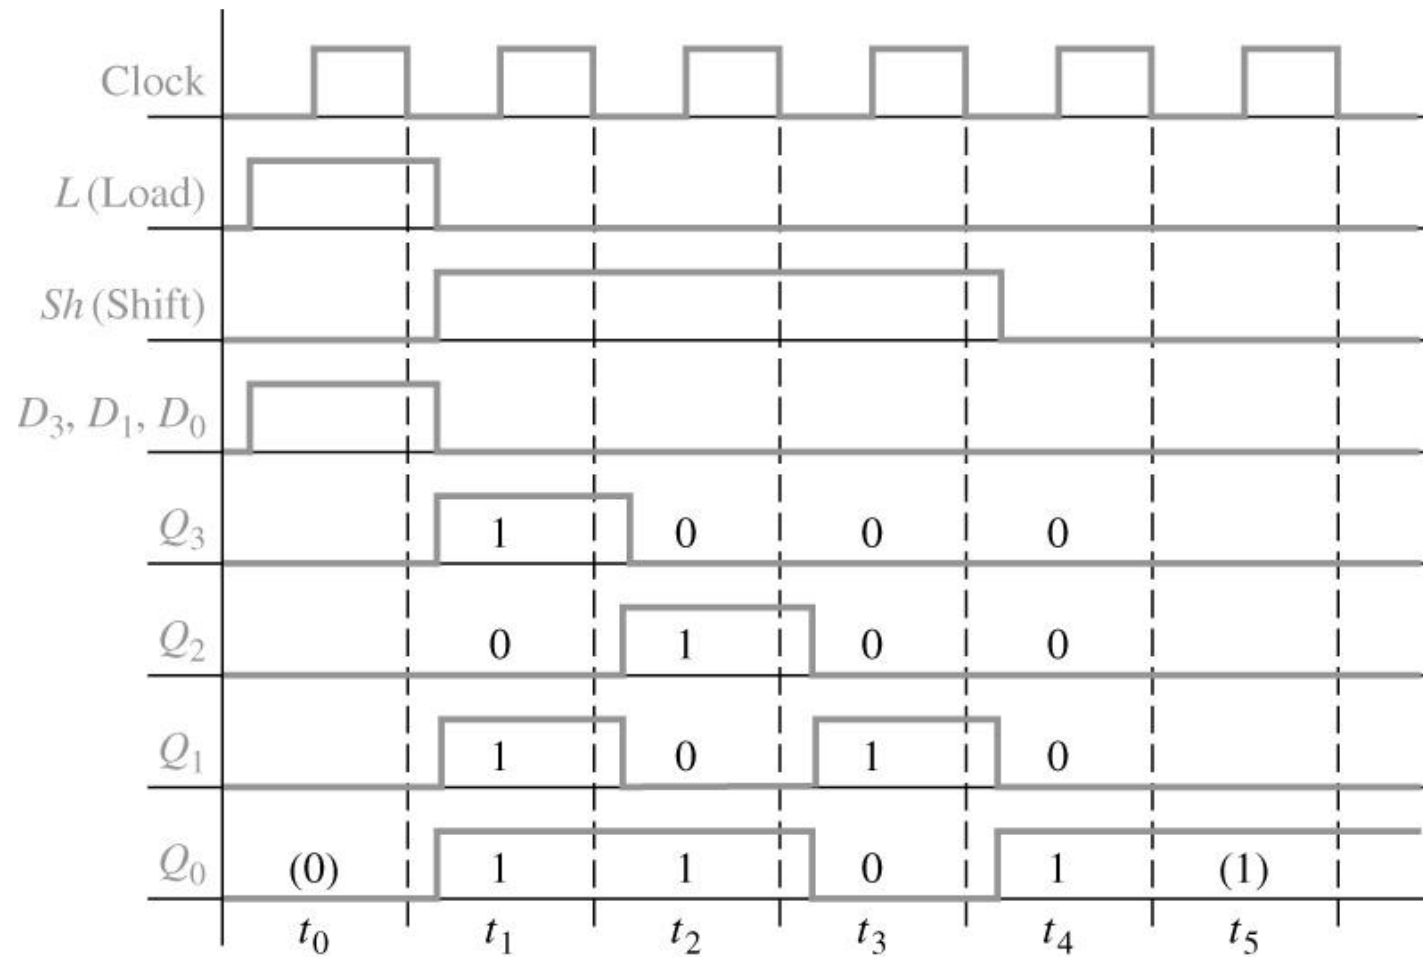 Clock
L (Load)
Sh (Shift)
D₃, D₁, D₀
Q₃ 1 0 0 0
Q₂ 0 1 0 0
Q₁ 1 0 1 0
Q₀ (0) 1 1 0 1 (1)
t₀ t₁ t₂ t₃ t₄ t₅